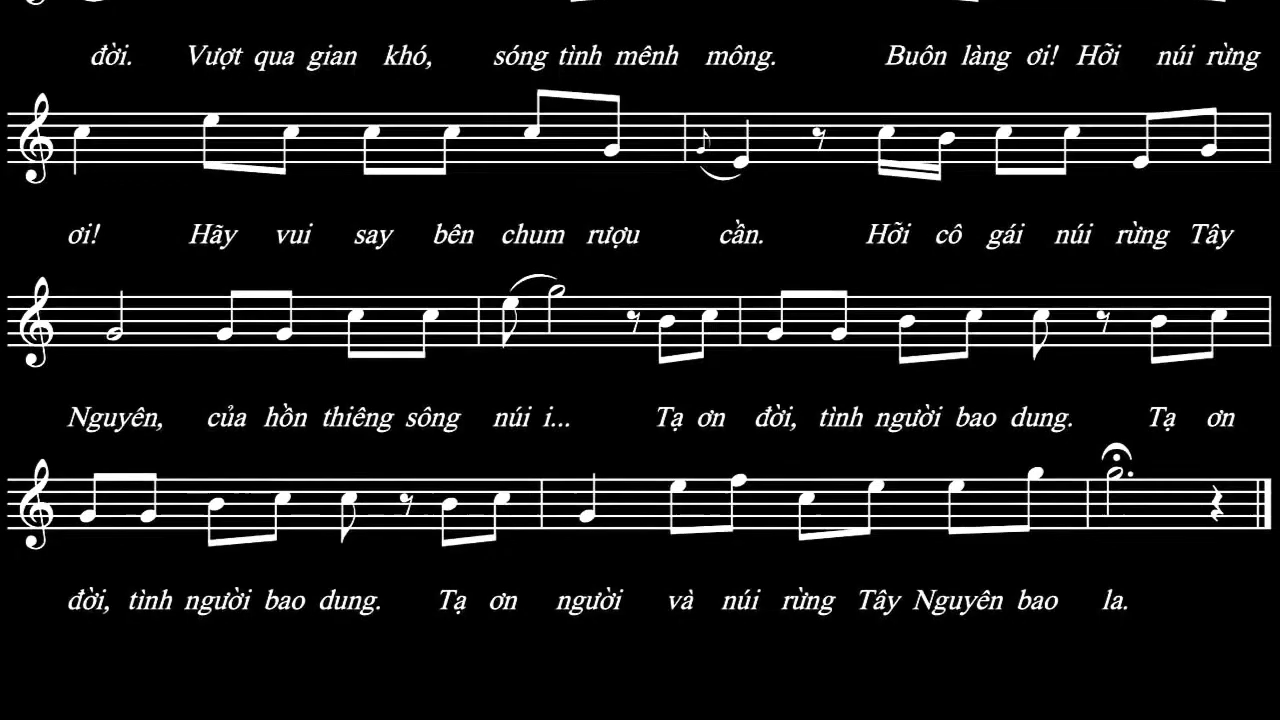 đời. Vượt qua gian khó, sóng tình mênh mông. Buôn làng ơi! Hỡi núi rừng
ơi! Hãy vui say bên chum rượu cần. Hỡi cô gái núi rừng Tây
Nguyên, của hồn thiêng sông núi i... Tạ ơn đời, tình người bao dung. Tạ ơn
đời, tình người bao dung. Tạ ơn người và núi rừng Tây Nguyên bao la.